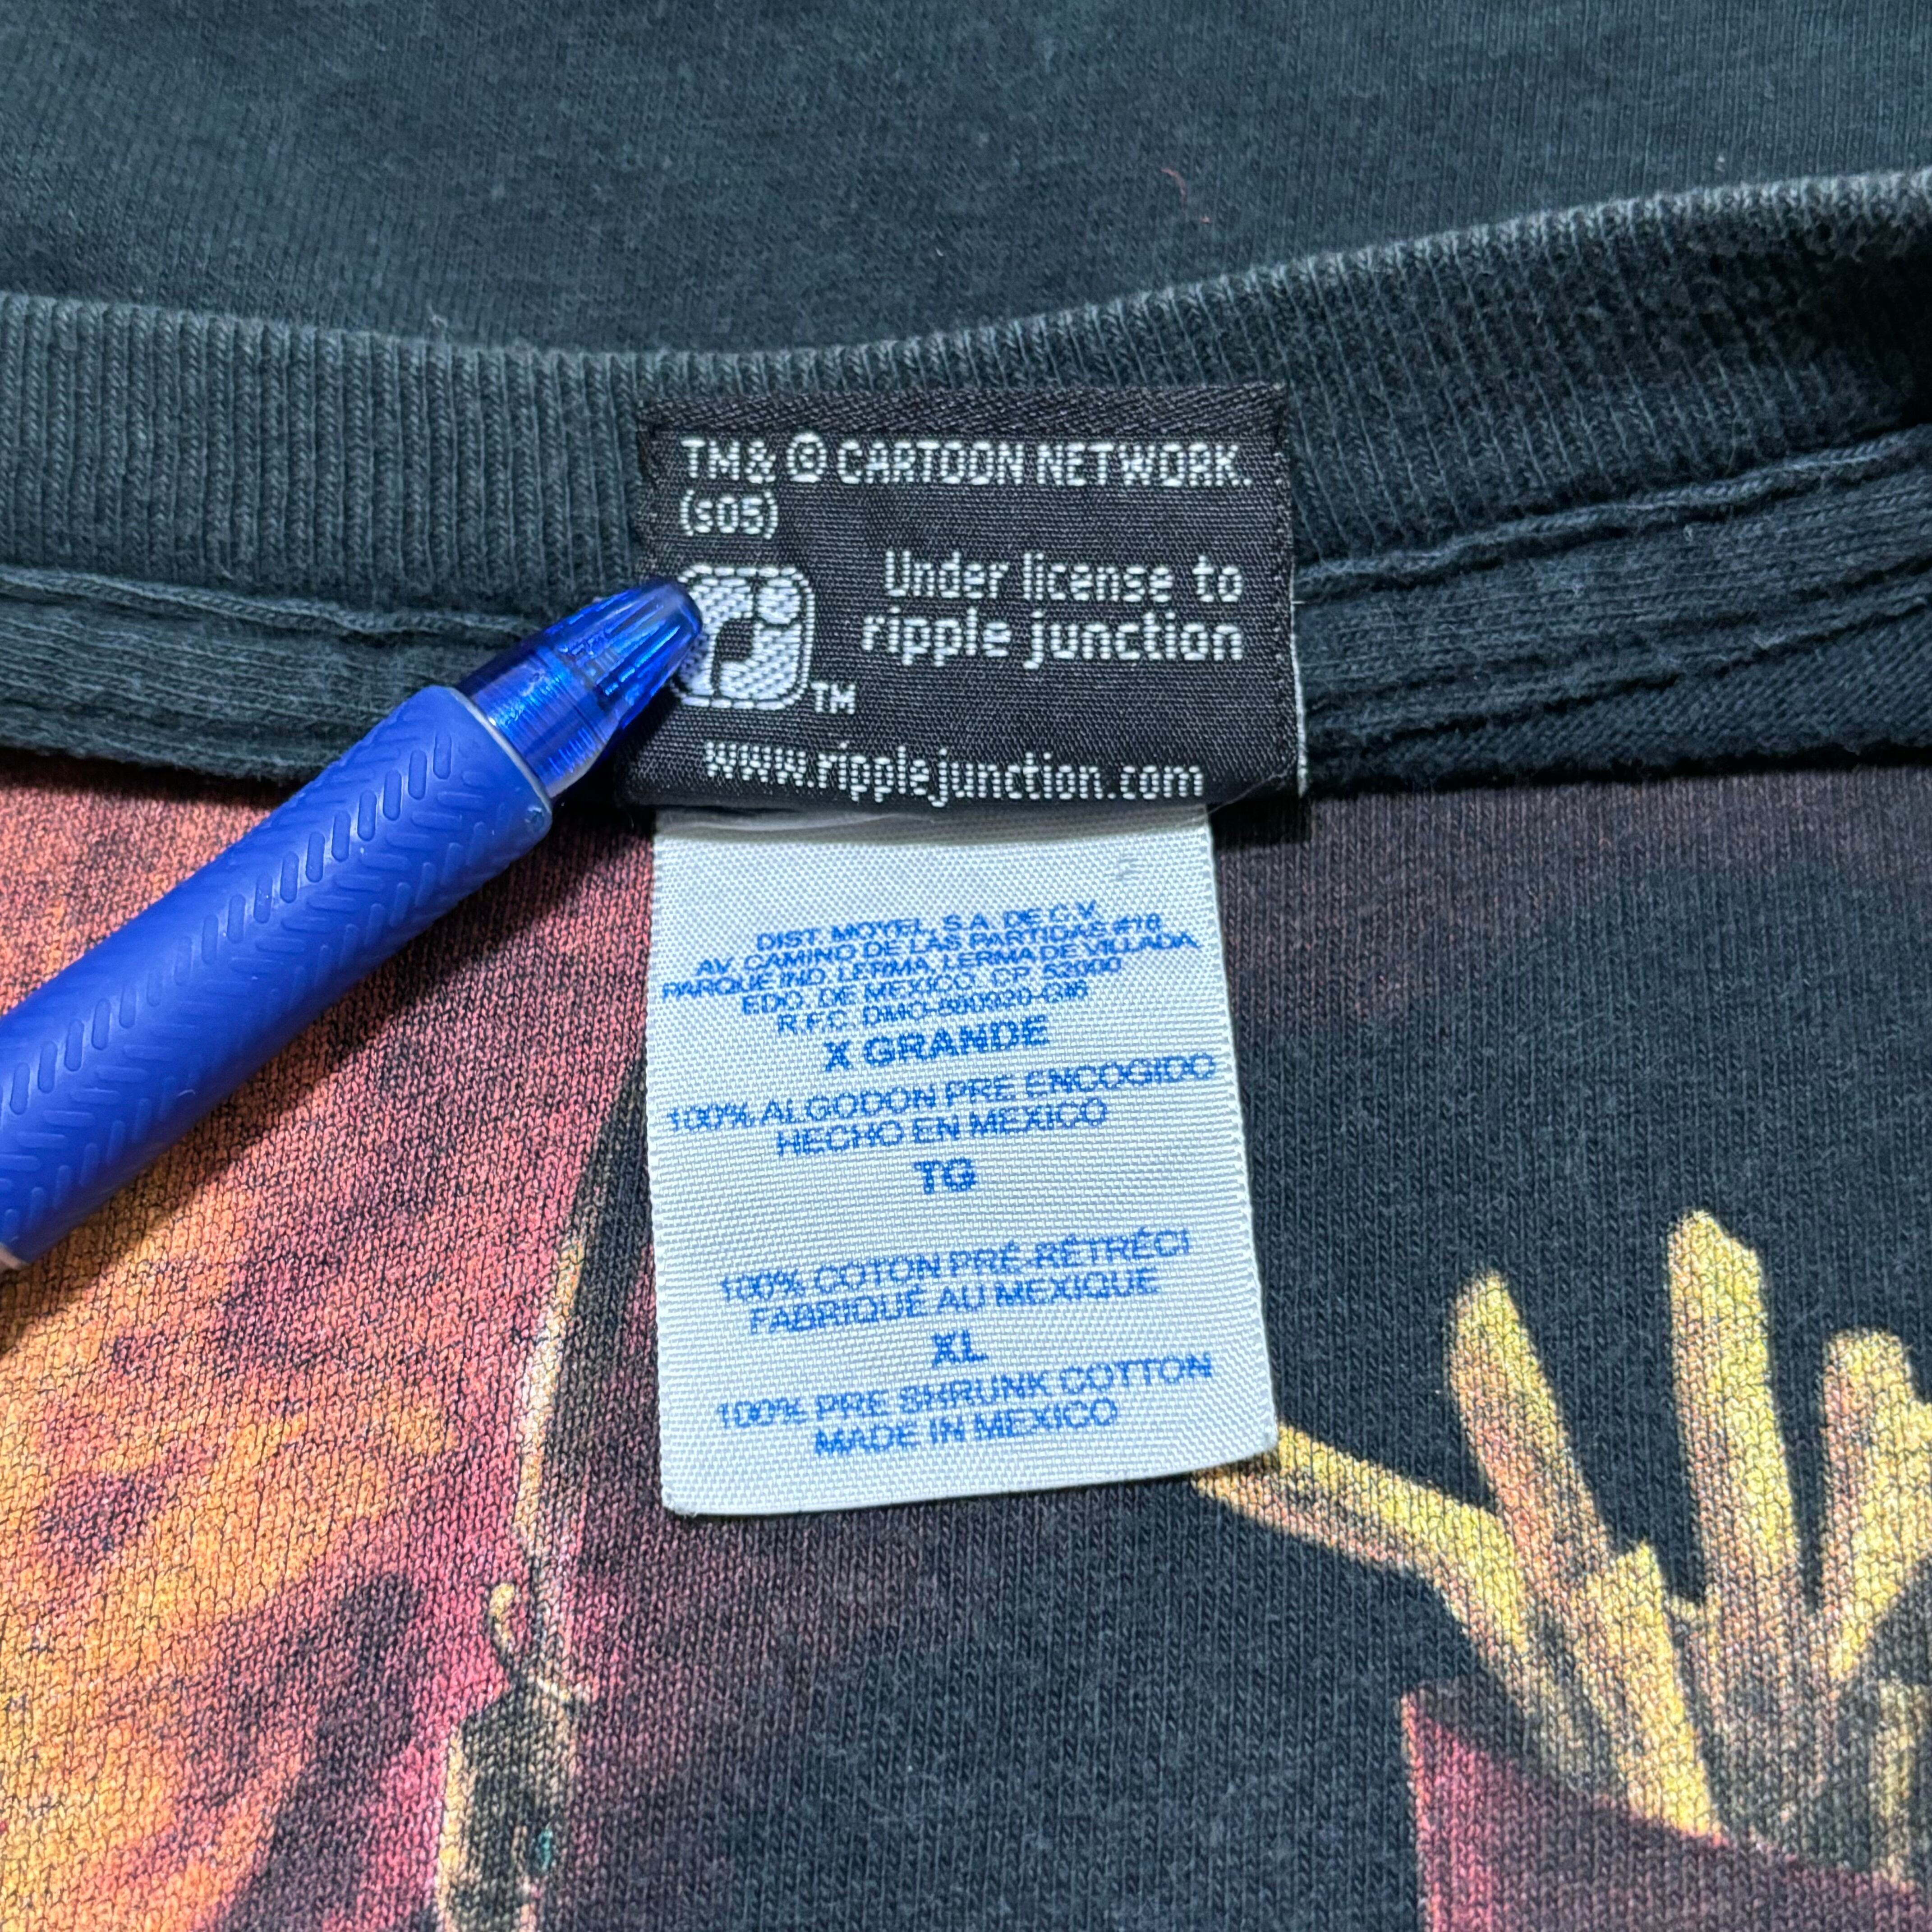 TM & © CARTOON NETWORK.
(s05)
Under license to
ripple junction
rj TM
www.ripplejunction.com
DIST. MOYEL, S.A. DE C.V.
AV. CAMINO DE LAS PARTIDAS #18
PARQUE IND. LERMA, LERMA DE VILLADA
EDO. DE MEXICO, CP. 52000
R.F.C. DMO-
X GRANDE
100% ALGODON PRE ENCOGIDO
HECHO EN MEXICO
TG
100% COTON PRÉ-RÉTRÉCI
FABRIQUÉ AU MEXIQUE
XL
100% PRE SHRUNK COTTON
MADE IN MEXICO